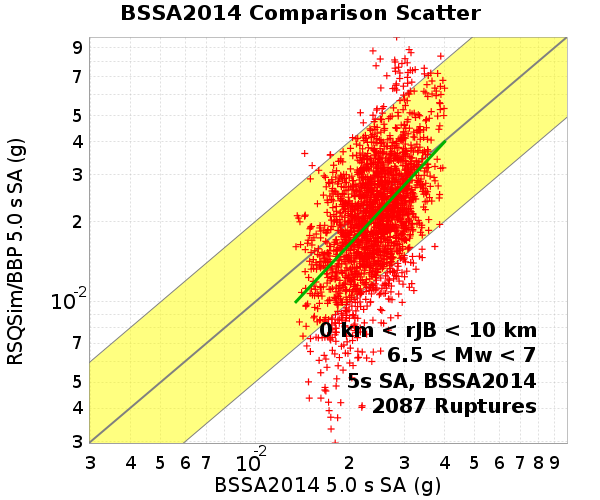 BSSA2014 Comparison Scatter
RSQSim/BBP 5.0 s SA (g)
9
7
5
4
3
2
10-2
7
5
4
3
0 km < rJB < 10 km
6.5 < Mw < 7
5s SA, BSSA2014
2087 Ruptures
3 4 5 6 7 10-2 2 3 4 5 6 7 8 9
BSSA2014 5.0 s SA (g)